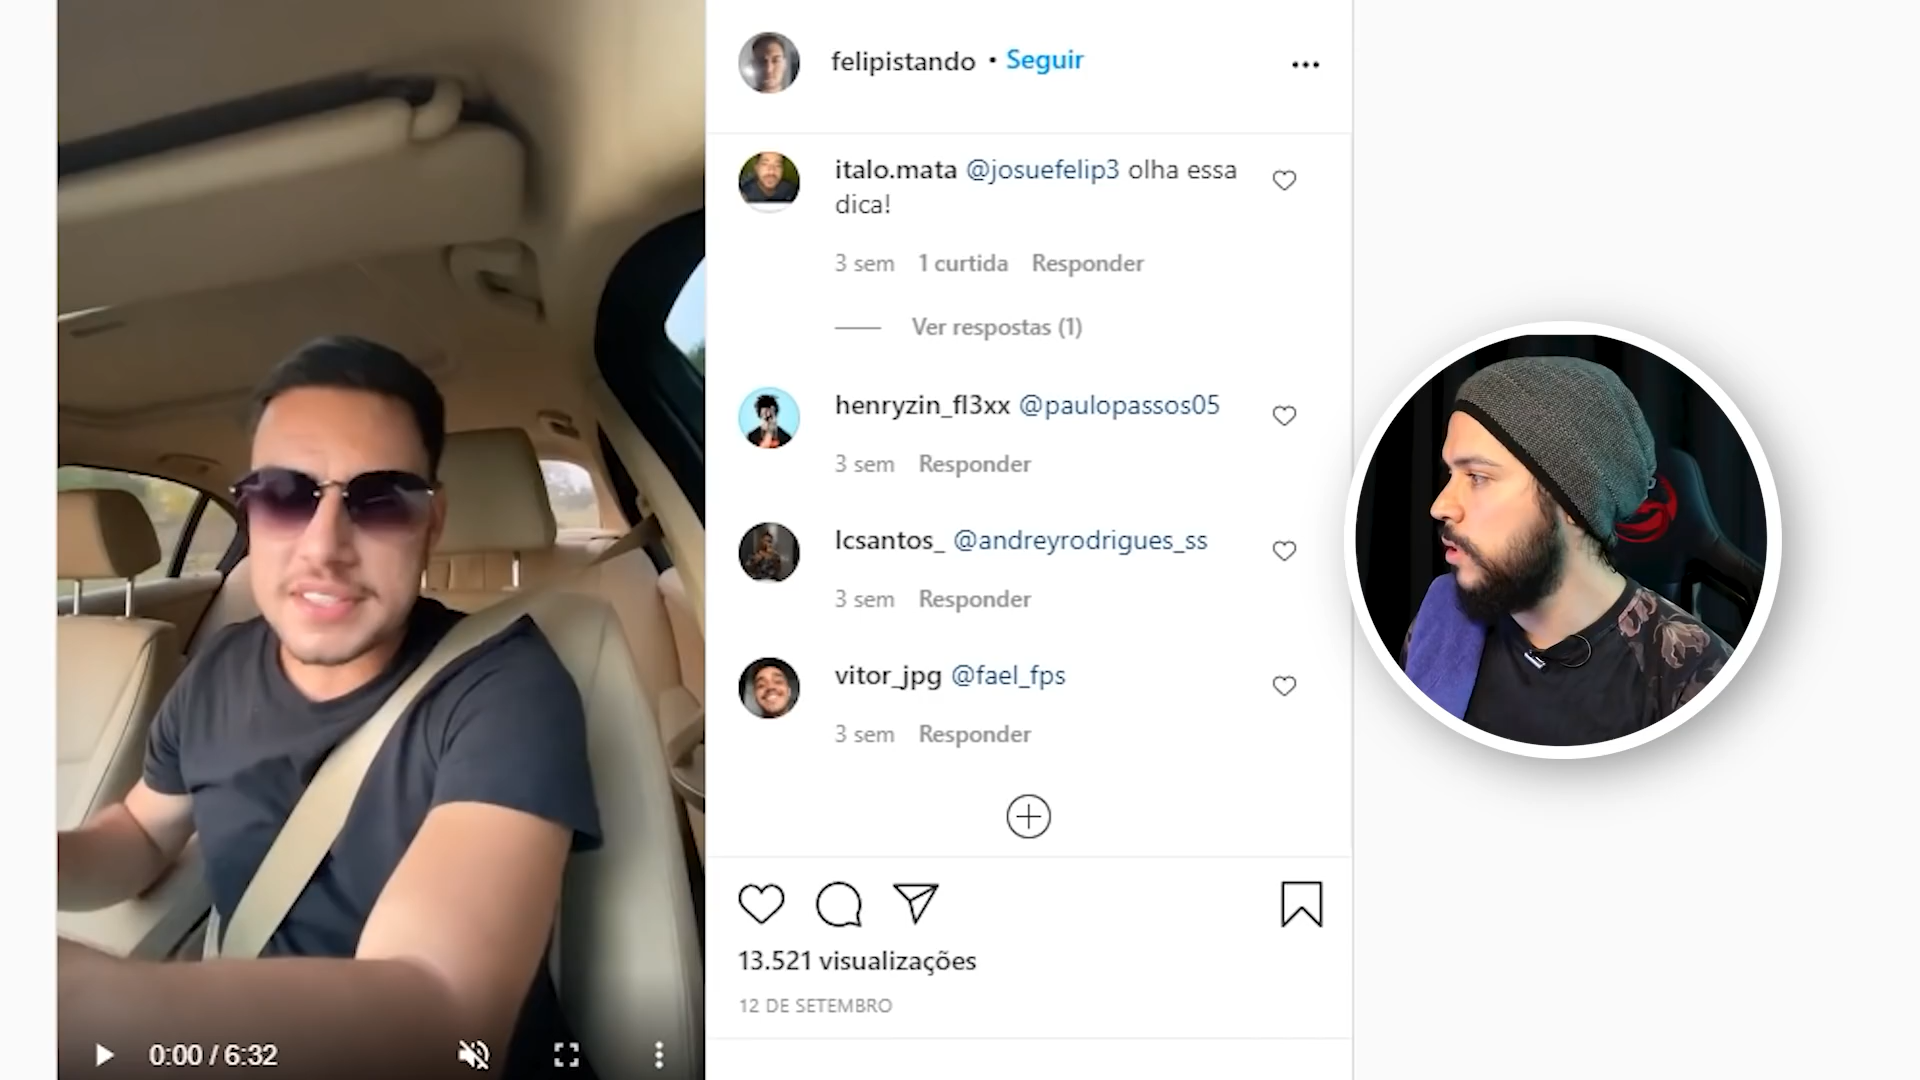 felipistando • Seguir
italo.mata @josuefelip3 olha essa
dica!
3 sem 1 curtida Responder
Ver respostas (1)
henryzin_fl3xx @paulopassos05
3 sem Responder
lcsantos_ @andreyrodrigues_ss
3 sem Responder
vitor_jpg @fael_fps
3 sem Responder
13.521 visualizações
12 DE SETEMBRO
0:00 / 6:32